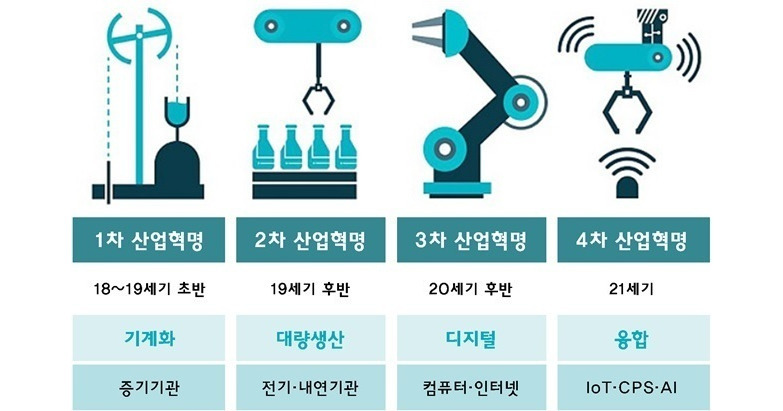 1차 산업혁명
2차 산업혁명
3차 산업혁명
4차 산업혁명
18~19세기 초반
19세기 후반
20세기 후반
21세기
기계화
대량생산
디지털
융합
증기기관
전기·내연기관
컴퓨터·인터넷
IoT·CPS·AI